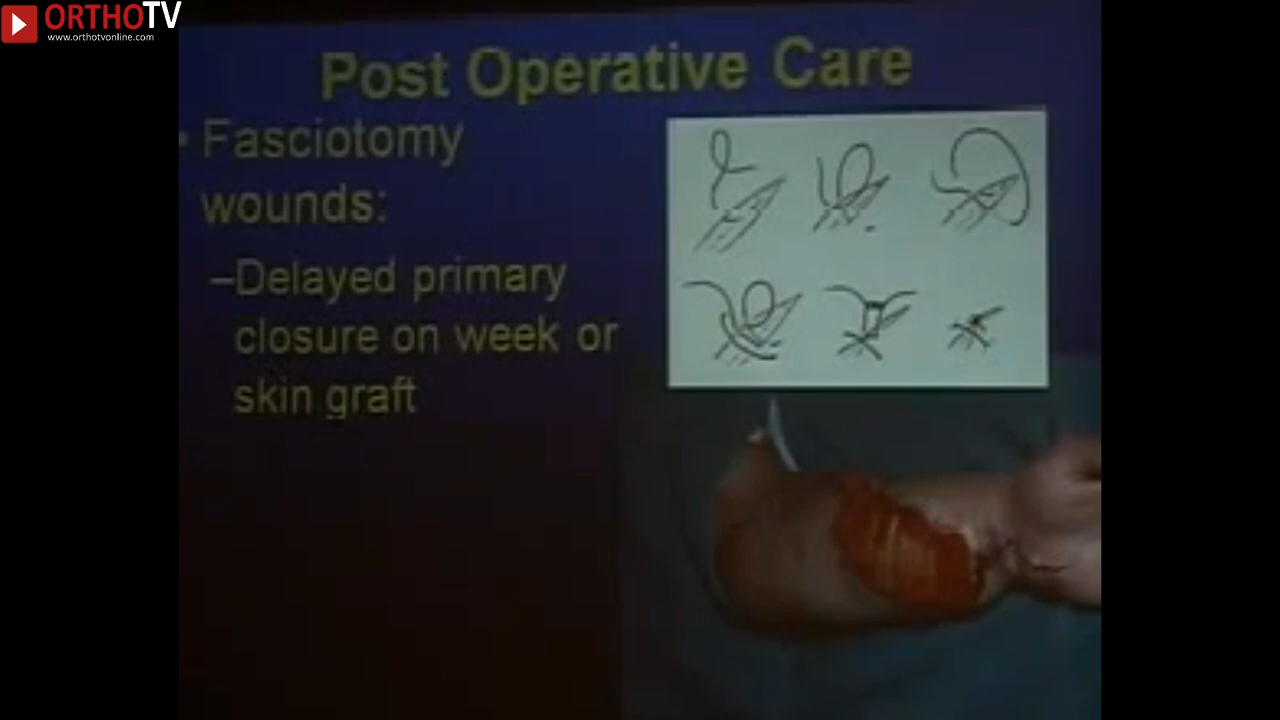 ORTHOTV
www.orthotvonline.com
Post Operative Care
• Fasciotomy
wounds:
–Delayed primary
closure on week or
skin graft